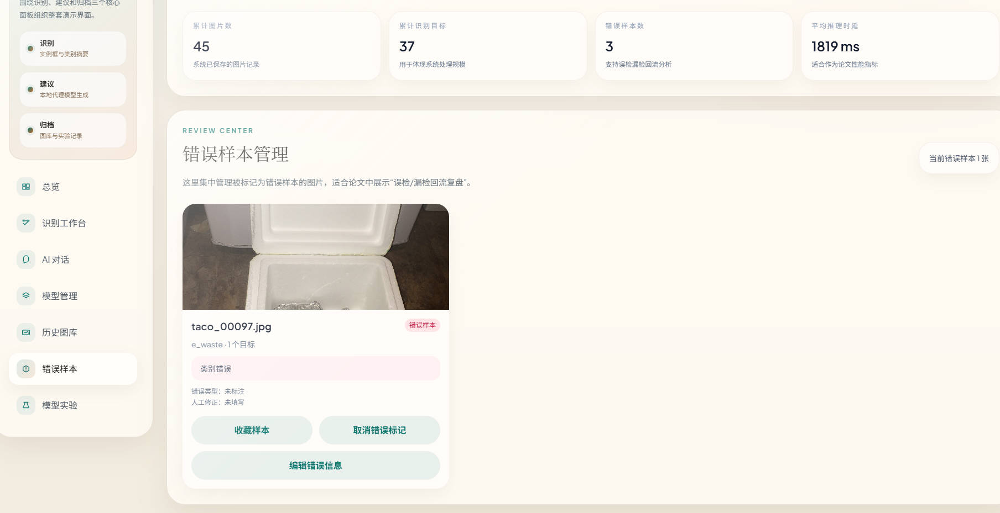 围绕识别、建议和归档三个核心
面板组织整套演示界面。
识别
实例框与类别摘要
建议
本地代理模型生成
归档
图库与实验记录
总览
识别工作台
AI 对话
模型管理
历史图库
错误样本
模型实验
累计图片数
45
系统已保存的图片记录
累计识别目标
37
用于体现系统处理规模
错误样本数
3
支持误检漏检回流分析
平均推理时延
1819 ms
适合作为论文性能指标
REVIEW CENTER
错误样本管理
当前错误样本 1 张
这里集中管理被标记为错误样本的图片，适合论文中展示“误检/漏检回流复盘”。
taco_00097.jpg
错误样本
e_waste · 1 个目标
类别错误
错误类型：未标注
人工修正：未填写
收藏样本
取消错误标记
编辑错误信息